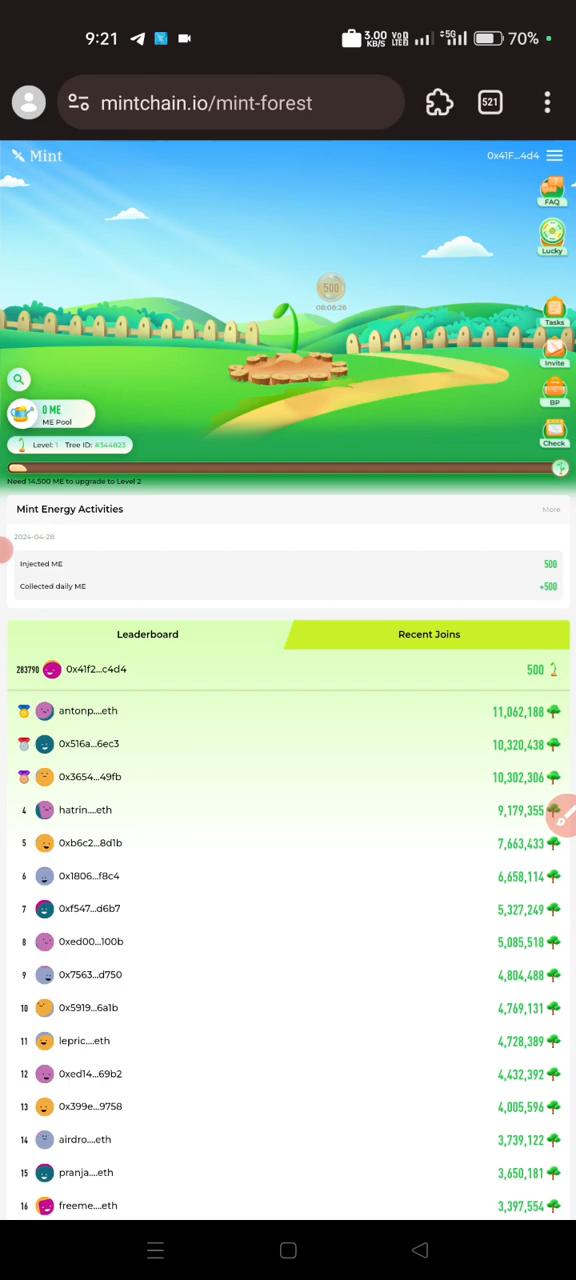 9:21
3.00 KB/S
VoD LTE
5G
70%
mintchain.io/mint-forest
521
Mint
0x41F...4d4
FAQ
Lucky
500
08:08:26
Tasks
Invite
BP
Check
0 ME
ME Pool
Level: 1 Tree ID: #344823
Need 14,500 ME to upgrade to Level 2
Mint Energy Activities
More
2024-04-28
Injected ME 500
Collected daily ME +500
Leaderboard
Recent Joins
283790 0x41f2...c4d4 500
antonp....eth 11,062,188
0x516a...6ec3 10,320,438
0x3654...49fb 10,302,306
4 hatrin....eth 9,179,355
5 0xb6c2...8d1b 7,663,433
6 0x1806...f8c4 6,658,114
7 0xf547...d6b7 5,327,249
8 0xed00...100b 5,085,518
9 0x7563...d750 4,804,488
10 0x5919...6a1b 4,769,131
11 lepric....eth 4,728,389
12 0xed14...69b2 4,432,392
13 0x399e...9758 4,005,596
14 airdro....eth 3,739,122
15 pranja....eth 3,650,181
16 freeme....eth 3,397,554